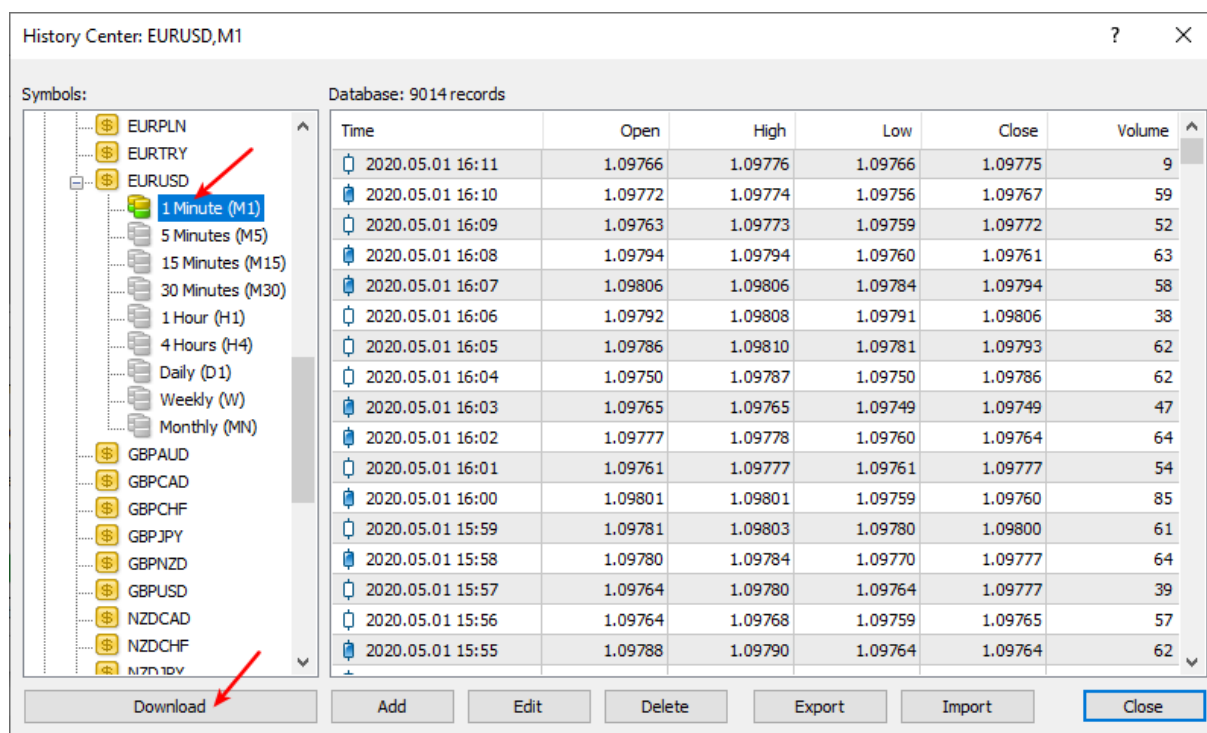 History Center: EURUSD,M1 ?
Symbols:
EURPLN
EURTRY
EURUSD
1 Minute (M1)
5 Minutes (M5)
15 Minutes (M15)
30 Minutes (M30)
1 Hour (H1)
4 Hours (H4)
Daily (D1)
Weekly (W)
Monthly (MN)
GBPAUD
GBPCAD
GBPCHF
GBPJPY
GBPNZD
GBPUSD
NZDCAD
NZDCHF
NZDJPY
Download
Database: 9014 records
Time Open High Low Close Volume
2020.05.01 16:11 1.09766 1.09776 1.09766 1.09775 9
2020.05.01 16:10 1.09772 1.09774 1.09756 1.09767 59
2020.05.01 16:09 1.09763 1.09773 1.09759 1.09772 52
2020.05.01 16:08 1.09794 1.09794 1.09760 1.09761 63
2020.05.01 16:07 1.09806 1.09806 1.09784 1.09794 58
2020.05.01 16:06 1.09792 1.09808 1.09791 1.09806 38
2020.05.01 16:05 1.09786 1.09810 1.09781 1.09793 62
2020.05.01 16:04 1.09750 1.09787 1.09750 1.09786 62
2020.05.01 16:03 1.09765 1.09765 1.09749 1.09749 47
2020.05.01 16:02 1.09777 1.09778 1.09760 1.09764 64
2020.05.01 16:01 1.09761 1.09777 1.09761 1.09777 54
2020.05.01 16:00 1.09801 1.09801 1.09759 1.09760 85
2020.05.01 15:59 1.09781 1.09803 1.09780 1.09800 61
2020.05.01 15:58 1.09780 1.09784 1.09770 1.09777 64
2020.05.01 15:57 1.09764 1.09780 1.09764 1.09777 39
2020.05.01 15:56 1.09764 1.09768 1.09759 1.09765 57
2020.05.01 15:55 1.09788 1.09790 1.09764 1.09764 62
Add Edit Delete Export Import Close